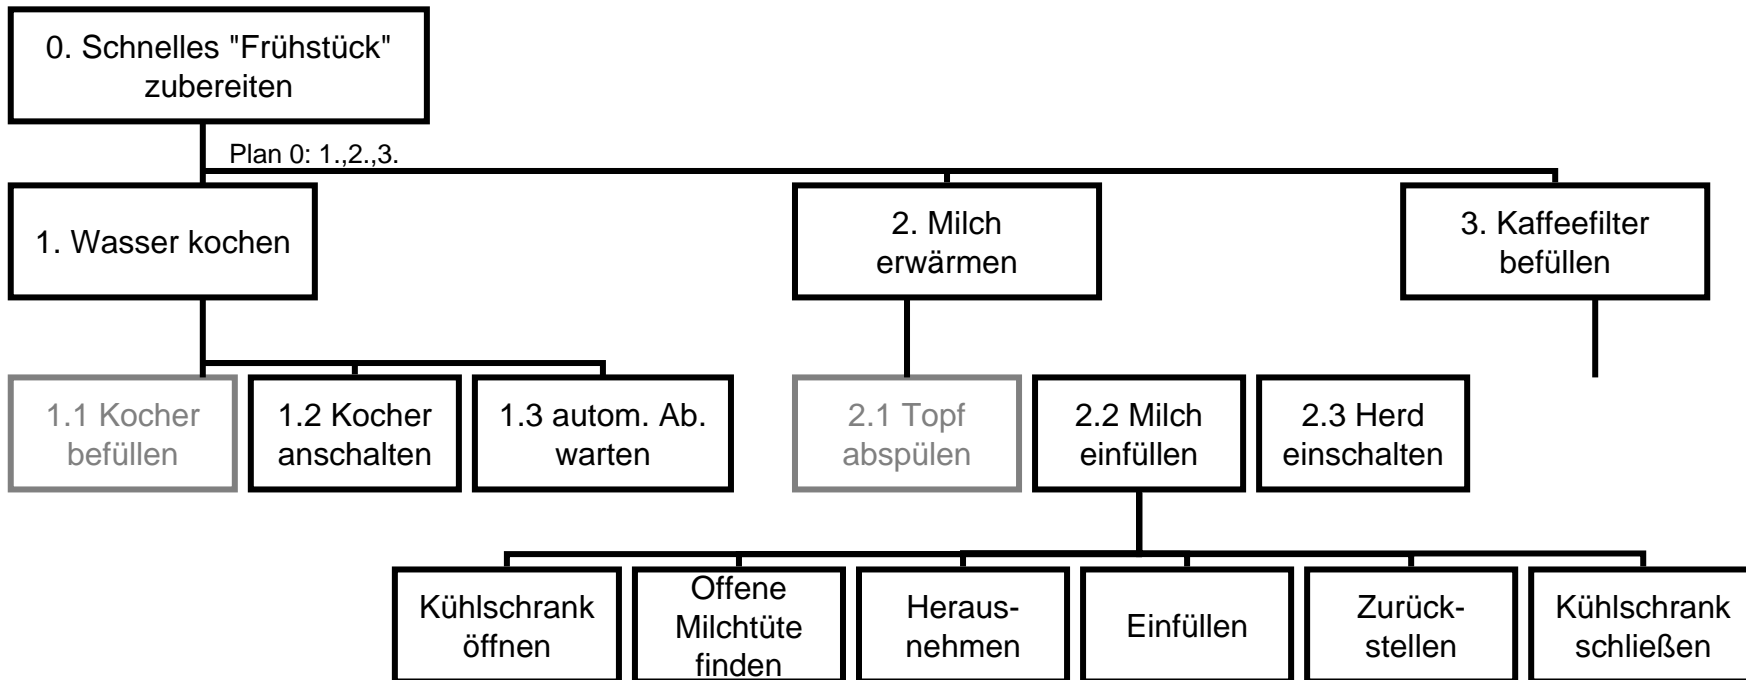 0. Schnelles "Frühstück"
zubereiten
Plan 0: 1.,2.,3.
1. Wasser kochen
2. Milch
erwärmen
3. Kaffeefilter
befüllen
1.1 Kocher
befüllen
1.2 Kocher
anschalten
1.3 autom. Ab.
warten
2.1 Topf
abspülen
2.2 Milch
einfüllen
2.3 Herd
einschalten
Kühlschrank
öffnen
Offene
Milchtüte
finden
Heraus-
nehmen
Einfüllen
Zurück-
stellen
Kühlschrank
schließen